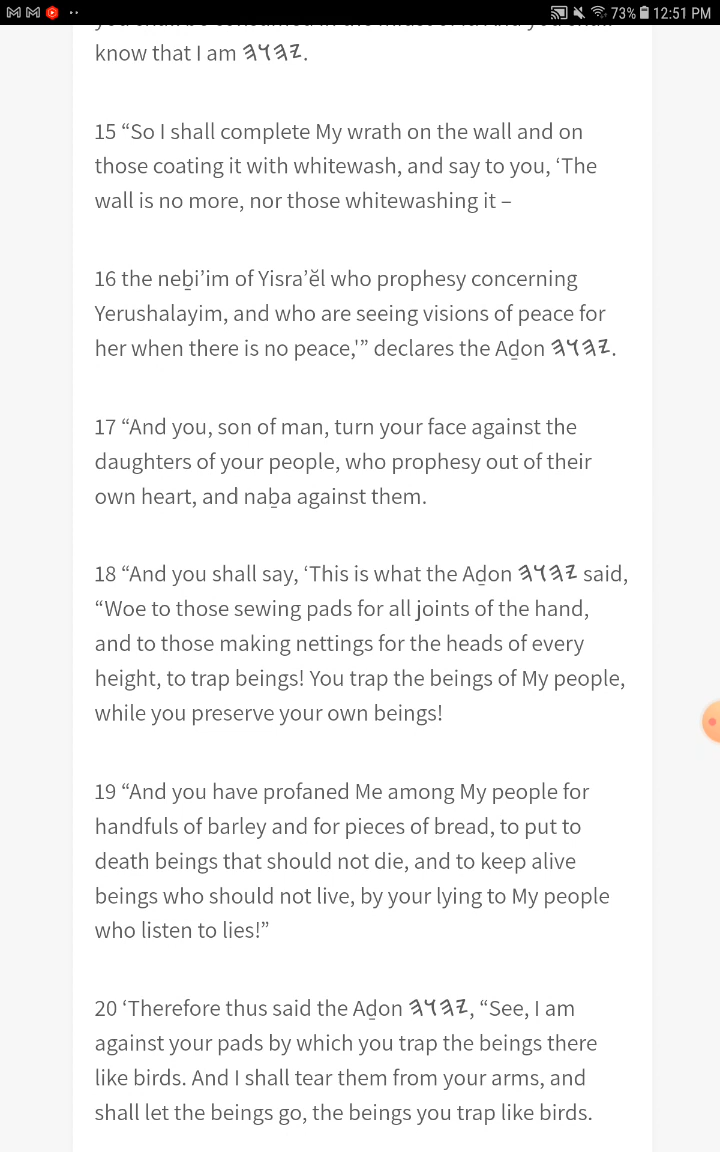 73% 12:51 PM
know that I am 𐤉𐤄𐤅𐤄.
15 “So I shall complete My wrath on the wall and on
those coating it with whitewash, and say to you, ‘The
wall is no more, nor those whitewashing it –
16 the neḇi’im of Yisra’ĕl who prophesy concerning
Yerushalayim, and who are seeing visions of peace for
her when there is no peace,'” declares the Aḏon 𐤉𐤄𐤅𐤄.
17 “And you, son of man, turn your face against the
daughters of your people, who prophesy out of their
own heart, and naḇa against them.
18 “And you shall say, ‘This is what the Aḏon 𐤉𐤄𐤅𐤄 said,
“Woe to those sewing pads for all joints of the hand,
and to those making nettings for the heads of every
height, to trap beings! You trap the beings of My people,
while you preserve your own beings!
19 “And you have profaned Me among My people for
handfuls of barley and for pieces of bread, to put to
death beings that should not die, and to keep alive
beings who should not live, by your lying to My people
who listen to lies!”
20 ‘Therefore thus said the Aḏon 𐤉𐤄𐤅𐤄, “See, I am
against your pads by which you trap the beings there
like birds. And I shall tear them from your arms, and
shall let the beings go, the beings you trap like birds.